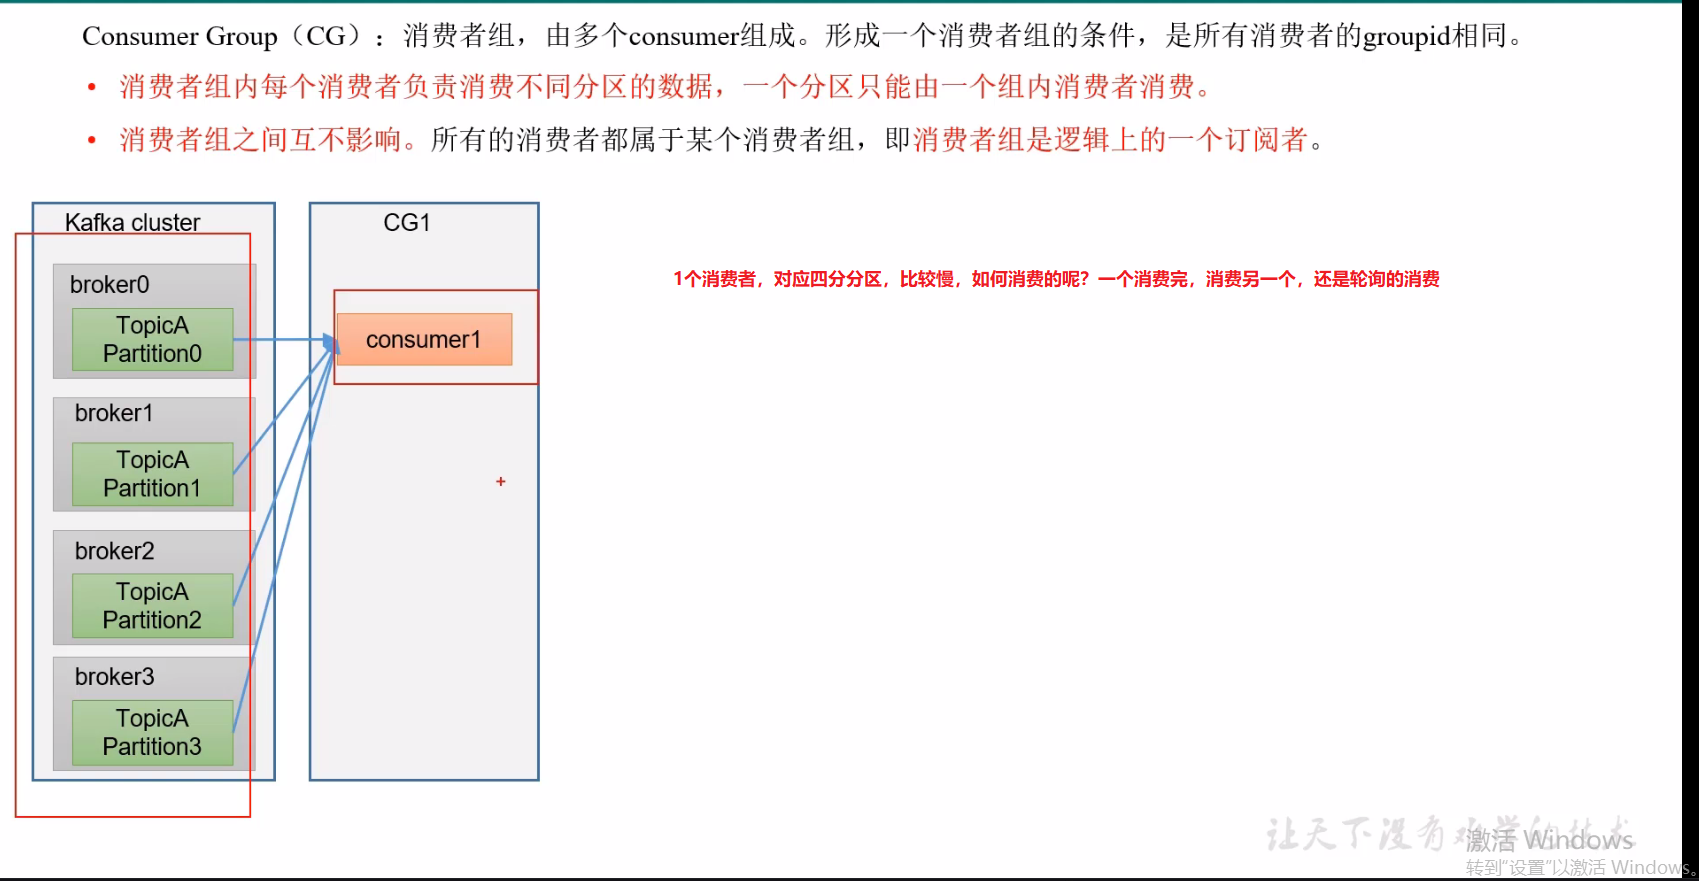 Consumer Group（CG）：消费者组，由多个consumer组成。形成一个消费者组的条件，是所有消费者的groupid相同。
• 消费者组内每个消费者负责消费不同分区的数据，一个分区只能由一个组内消费者消费。
• 消费者组之间互不影响。所有的消费者都属于某个消费者组，即消费者组是逻辑上的一个订阅者。
Kafka cluster
broker0
TopicA
Partition0
broker1
TopicA
Partition1
broker2
TopicA
Partition2
broker3
TopicA
Partition3
CG1
consumer1
1个消费者，对应四分分区，比较慢，如何消费的呢？一个消费完，消费另一个，还是轮询的消费
让天下没有难学的技术
激活 Windows
转到"设置"以激活 Windows。